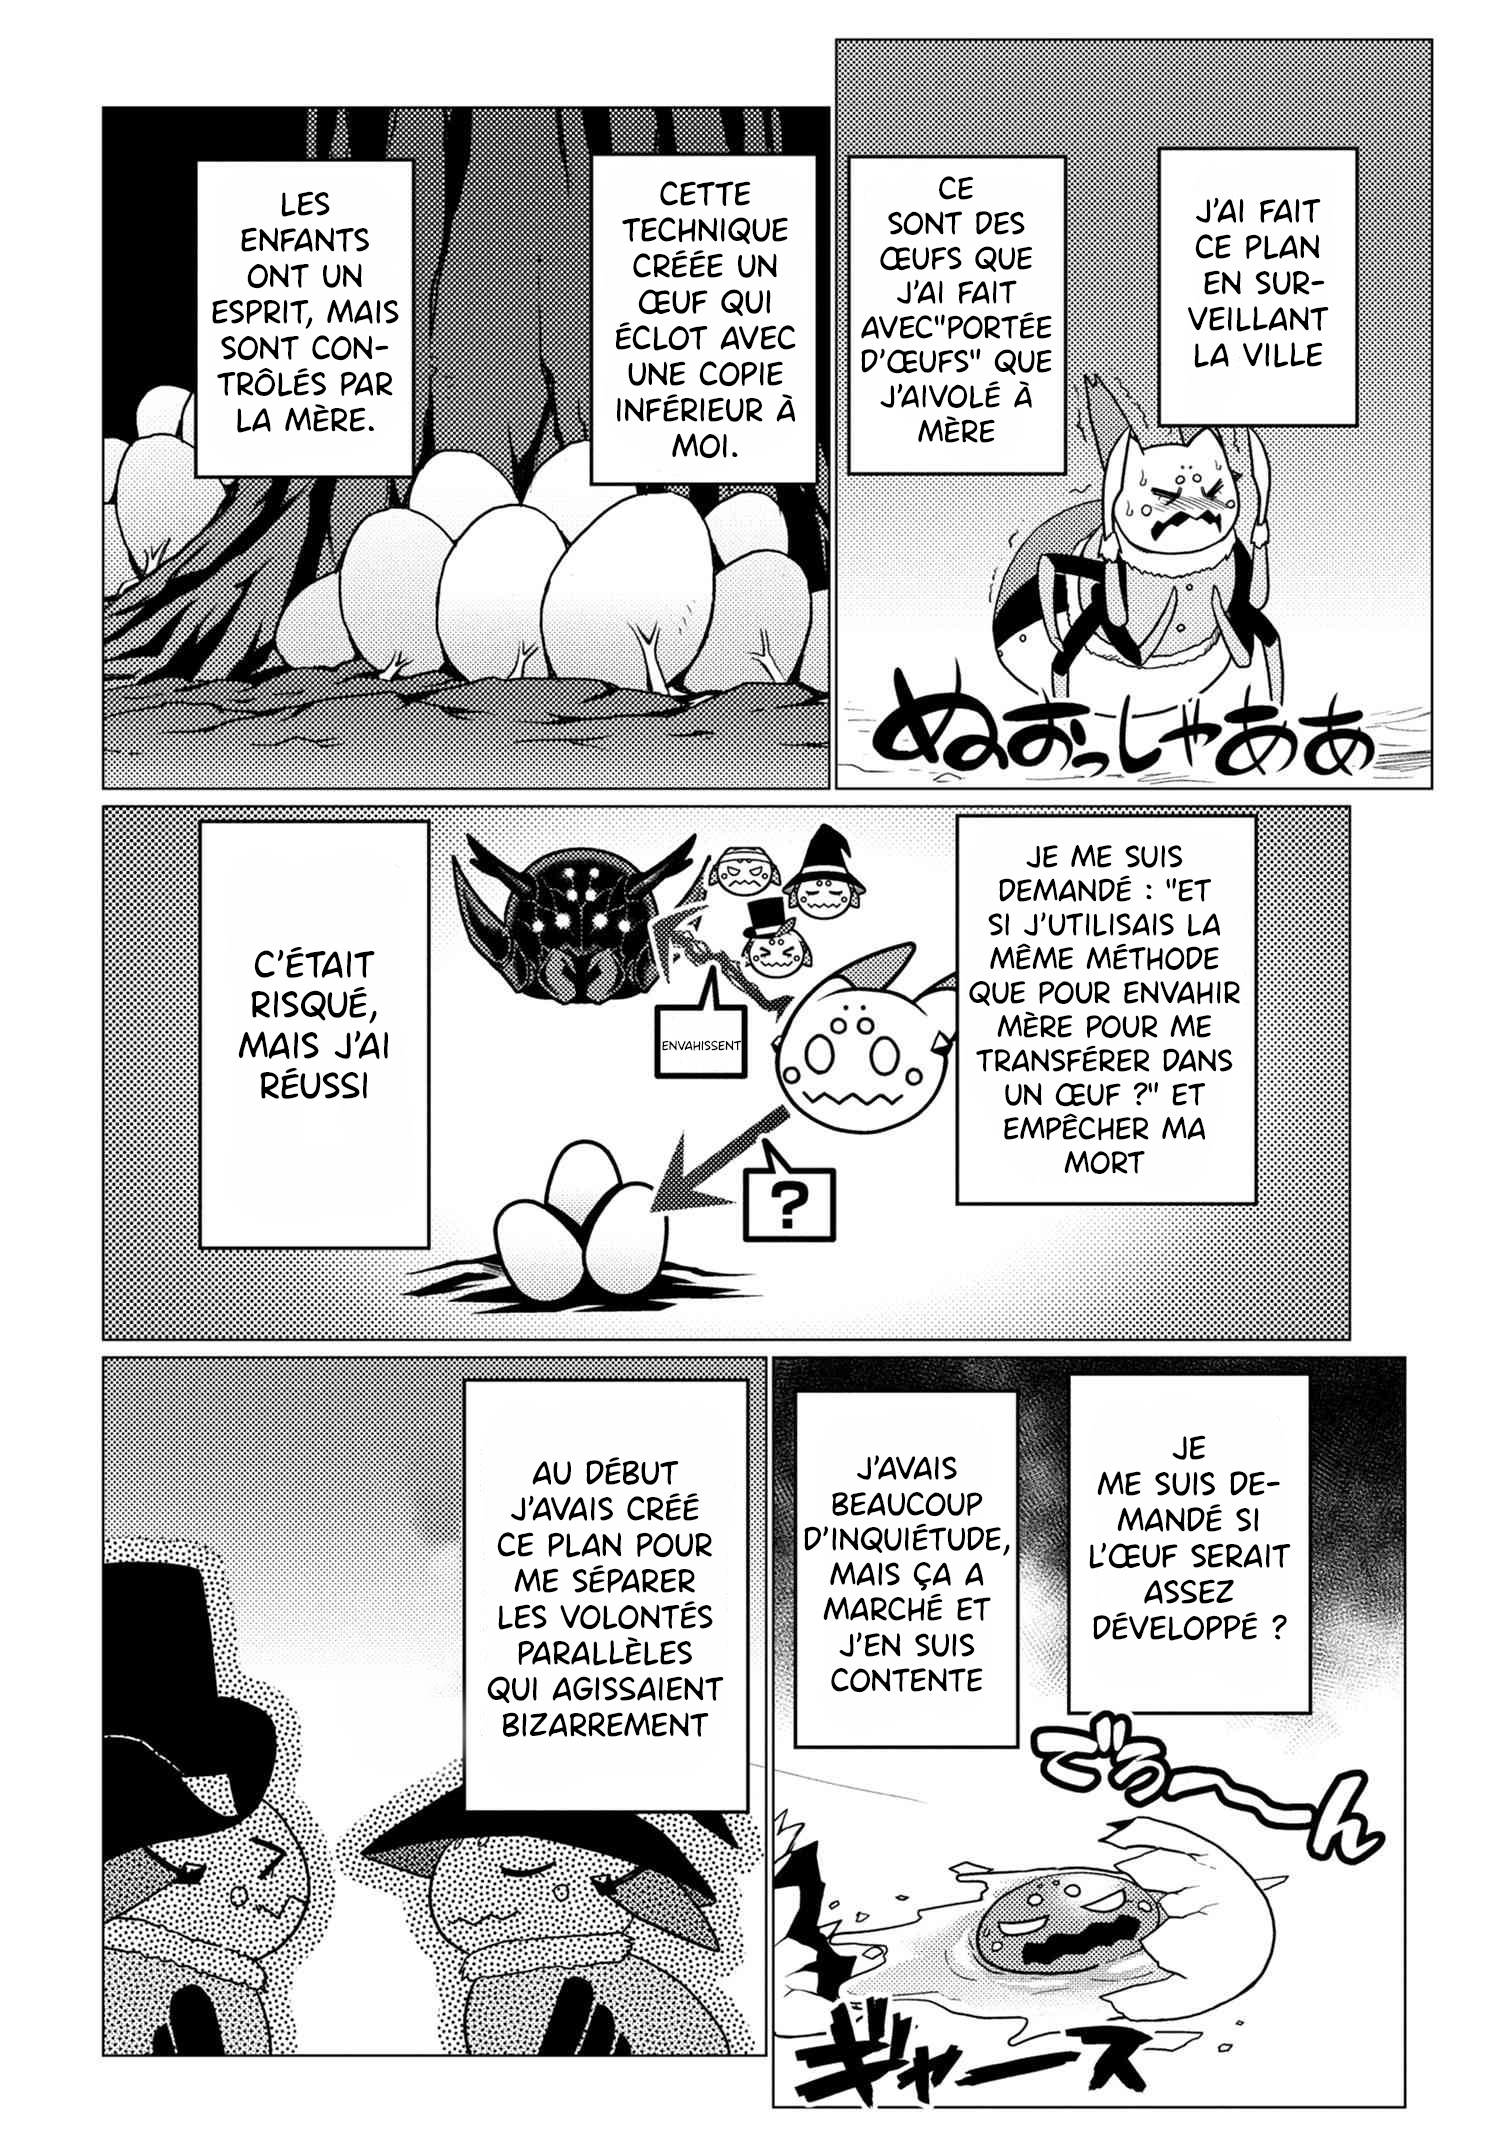 J'AI FAIT
CE PLAN
EN SUR-
VEILLANT
LA VILLE
CE
SONT DES
ŒUFS QUE
J'AI FAIT
AVEC"PORTÉE
D'ŒUFS" QUE
J'AIVOLÉ À
MÈRE
ぬおっしゃああ
CETTE
TECHNIQUE
CRÉÉE UN
ŒUF QUI
ÉCLOT AVEC
UNE COPIE
INFÉRIEUR À
MOI.
LES
ENFANTS
ONT UN
ESPRIT, MAIS
SONT CON-
TRÔLÉS PAR
LA MÈRE.
JE ME SUIS
DEMANDÉ : "ET
SI J'UTILISAIS LA
MÊME MÉTHODE
QUE POUR ENVAHIR
MÈRE POUR ME
TRANSFÉRER DANS
UN ŒUF ?" ET
EMPÊCHER MA
MORT
ENVAHISSENT
?
C'ÉTAIT
RISQUÉ,
MAIS J'AI
RÉUSSI
JE
ME SUIS DE-
MANDÉ SI
L'ŒUF SERAIT
ASSEZ
DÉVELOPPÉ ?
J'AVAIS
BEAUCOUP
D'INQUIÉTUDE,
MAIS ÇA A
MARCHÉ ET
J'EN SUIS
CONTENTE
でろ〜〜ん
ギャース
AU DÉBUT
J'AVAIS CRÉÉ
CE PLAN POUR
ME SÉPARER
LES VOLONTÉS
PARALLÈLES
QUI AGISSAIENT
BIZARREMENT